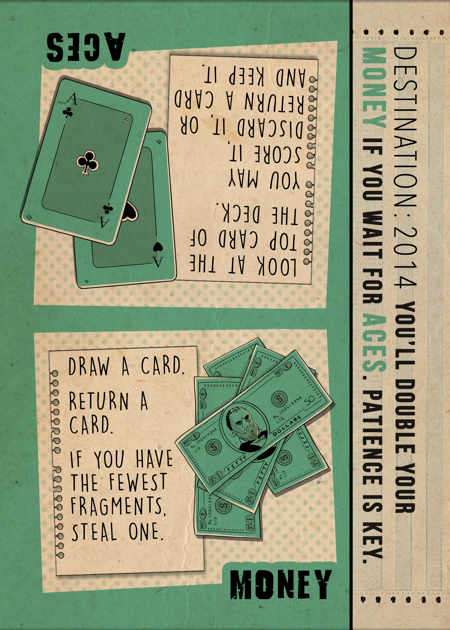 ACES
A
A
A
LOOK AT THE
TOP CARD OF
THE DECK.
YOU MAY
SCORE IT,
DISCARD IT, OR
RETURN A CARD
AND KEEP IT.
DRAW A CARD.
RETURN A
CARD.
IF YOU HAVE
THE FEWEST
FRAGMENTS,
STEAL ONE.
50
DOLLARS
MONEY
DESTINATION: 2014 YOU'LL DOUBLE YOUR
MONEY IF YOU WAIT FOR ACES. PATIENCE IS KEY.